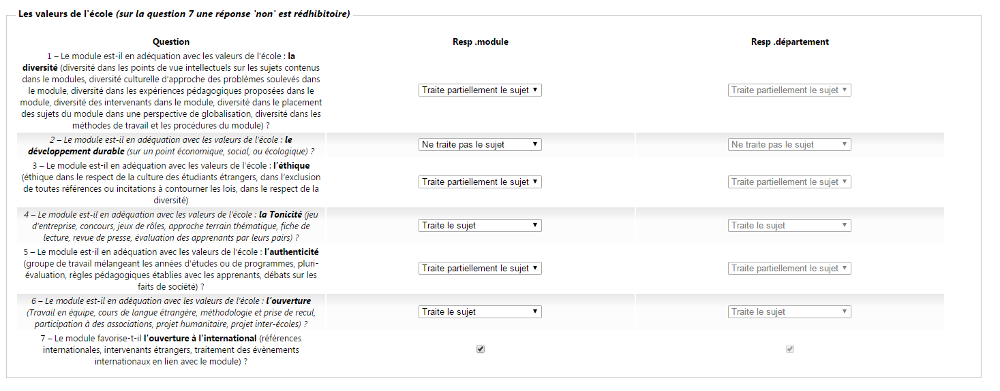 Les valeurs de l'école (sur la question 7 une réponse 'non' est rédhibitoire)
Question Resp .module Resp .département
1 – Le module est-il en adéquation avec les valeurs de l'école : la
diversité (diversité dans les points de vue intellectuels sur les sujets contenus
dans le modules, diversité culturelle d'approche des problèmes soulevés dans
le module, diversité dans les expériences pédagogiques proposées dans le
module, diversité des intervenants dans le module, diversité dans le placement
des sujets du module dans une perspective de globalisation, diversité dans les
méthodes de travail et les procédures du module) ?
Traite partiellement le sujet Traite partiellement le sujet
2 – Le module est-il en adéquation avec les valeurs de l'école : le
développement durable (sur un point économique, social, ou écologique) ?
Ne traite pas le sujet Ne traite pas le sujet
3 – Le module est-il en adéquation avec les valeurs de l'école : l'éthique
(éthique dans le respect de la culture des étudiants étrangers, dans l'exclusion
de toutes références ou incitations à contourner les lois, dans le respect de la
diversité)
Traite partiellement le sujet Traite partiellement le sujet
4 – Le module est-il en adéquation avec les valeurs de l'école : la Tonicité (jeu
d'entreprise, concours, jeux de rôles, approche terrain thématique, fiche de
lecture, revue de presse, évaluation des apprenants par leurs pairs) ?
Traite le sujet Traite le sujet
5 – Le module est-il en adéquation avec les valeurs de l'école : l'authenticité
(groupe de travail mélangeant les années d'études ou de programmes, pluri-
évaluation, règles pédagogiques établies avec les apprenants, débats sur les
faits de société) ?
Traite partiellement le sujet Traite partiellement le sujet
6 – Le module est-il en adéquation avec les valeurs de l'école : l'ouverture
(Travail en équipe, cours de langue étrangère, méthodologie et prise de recul,
participation à des associations, projet humanitaire, projet inter-écoles) ?
Traite le sujet Traite le sujet
7 – Le module favorise-t-il l'ouverture à l'international (références
internationales, intervenants étrangers, traitement des évènements
internationaux en lien avec le module) ?